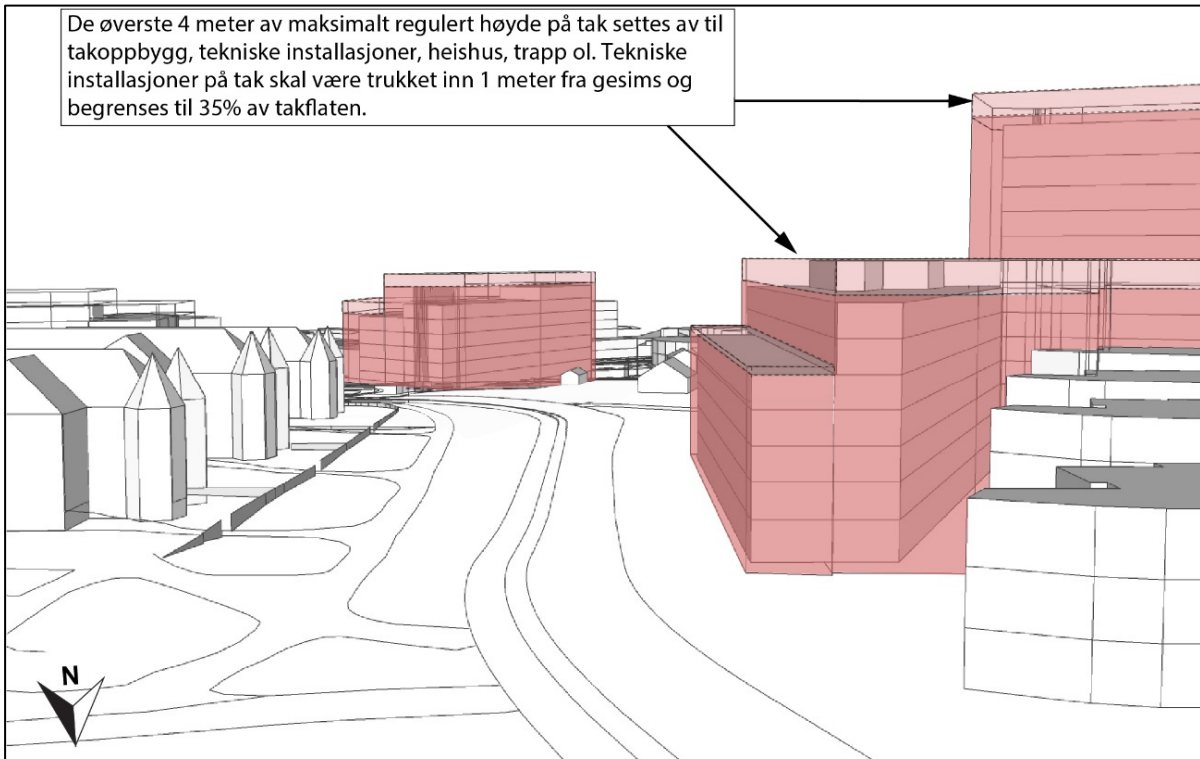 De øverste 4 meter av maksimalt regulert høyde på tak settes av til
takoppbygg, tekniske installasjoner, heishus, trapp ol. Tekniske
installasjoner på tak skal være trukket inn 1 meter fra gesims og
begrenses til 35% av takflaten.
N